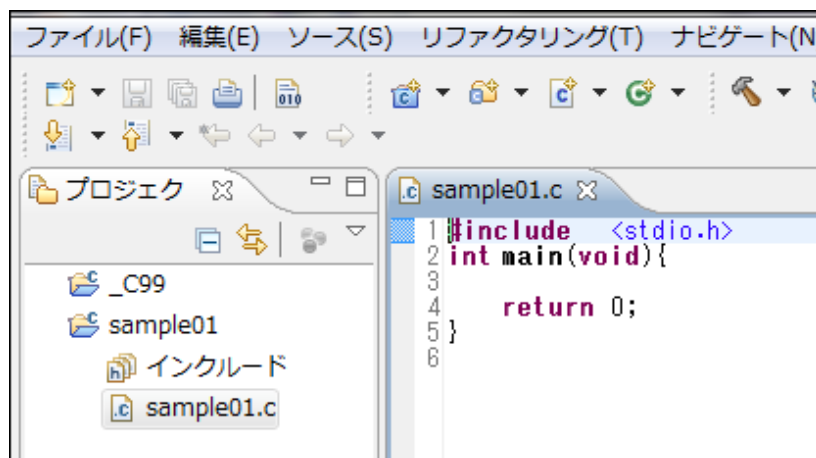 ファイル(F) 編集(E) ソース(S) リファクタリング(T) ナビゲート(N
010
プロジェク
sample01.c
1 #include <stdio.h>
2 int main(void){
3
4 return 0;
5 }
6
_C99
sample01
インクルード
sample01.c